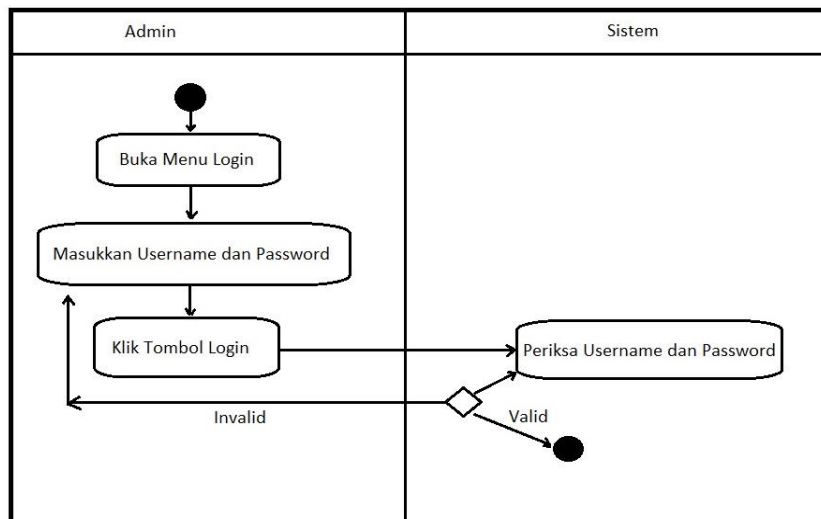 Admin
Sistem
Buka Menu Login
Masukkan Username dan Password
Klik Tombol Login
Periksa Username dan Password
Invalid
Valid